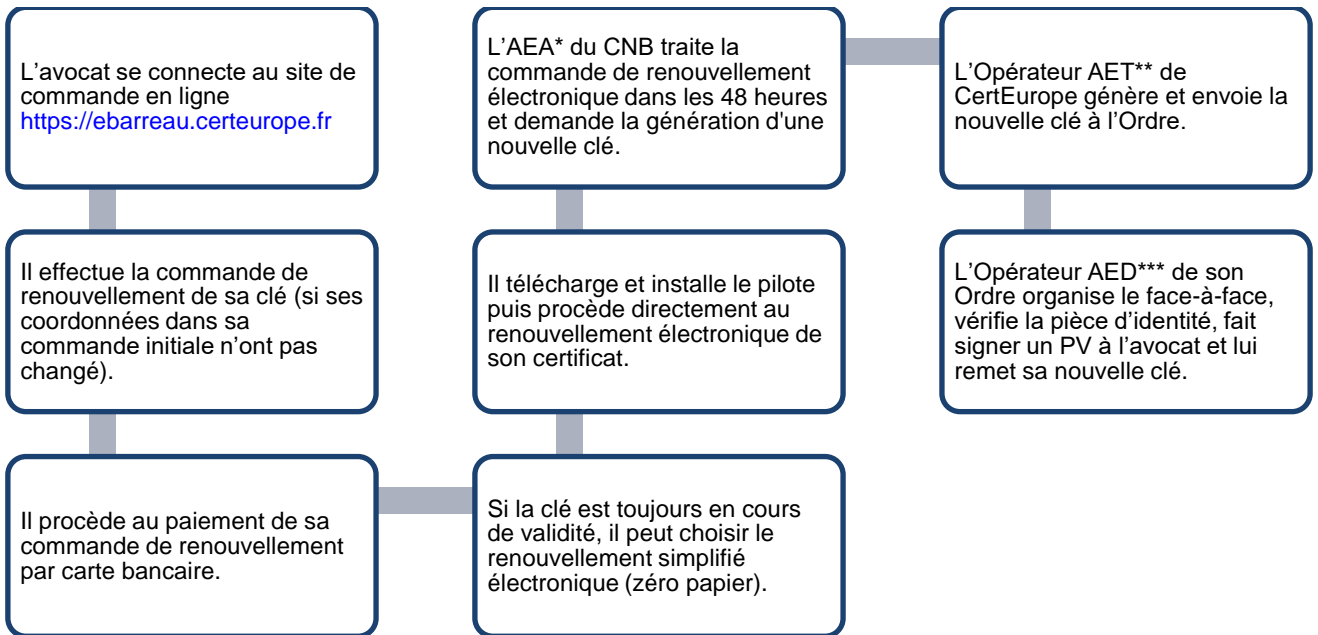 L'avocat se connecte au site de
commande en ligne
https://ebarreau.certeurope.fr
Il effectue la commande de
renouvellement de sa clé (si ses
coordonnées dans sa
commande initiale n'ont pas
changé).
Il procède au paiement de sa
commande de renouvellement
par carte bancaire.
Si la clé est toujours en cours
de validité, il peut choisir le
renouvellement simplifié
électronique (zéro papier).
Il télécharge et installe le pilote
puis procède directement au
renouvellement électronique de
son certificat.
L'AEA* du CNB traite la
commande de renouvellement
électronique dans les 48 heures
et demande la génération d'une
nouvelle clé.
L'Opérateur AET** de
CertEurope génère et envoie la
nouvelle clé à l'Ordre.
L'Opérateur AED*** de son
Ordre organise le face-à-face,
vérifie la pièce d'identité, fait
signer un PV à l'avocat et lui
remet sa nouvelle clé.